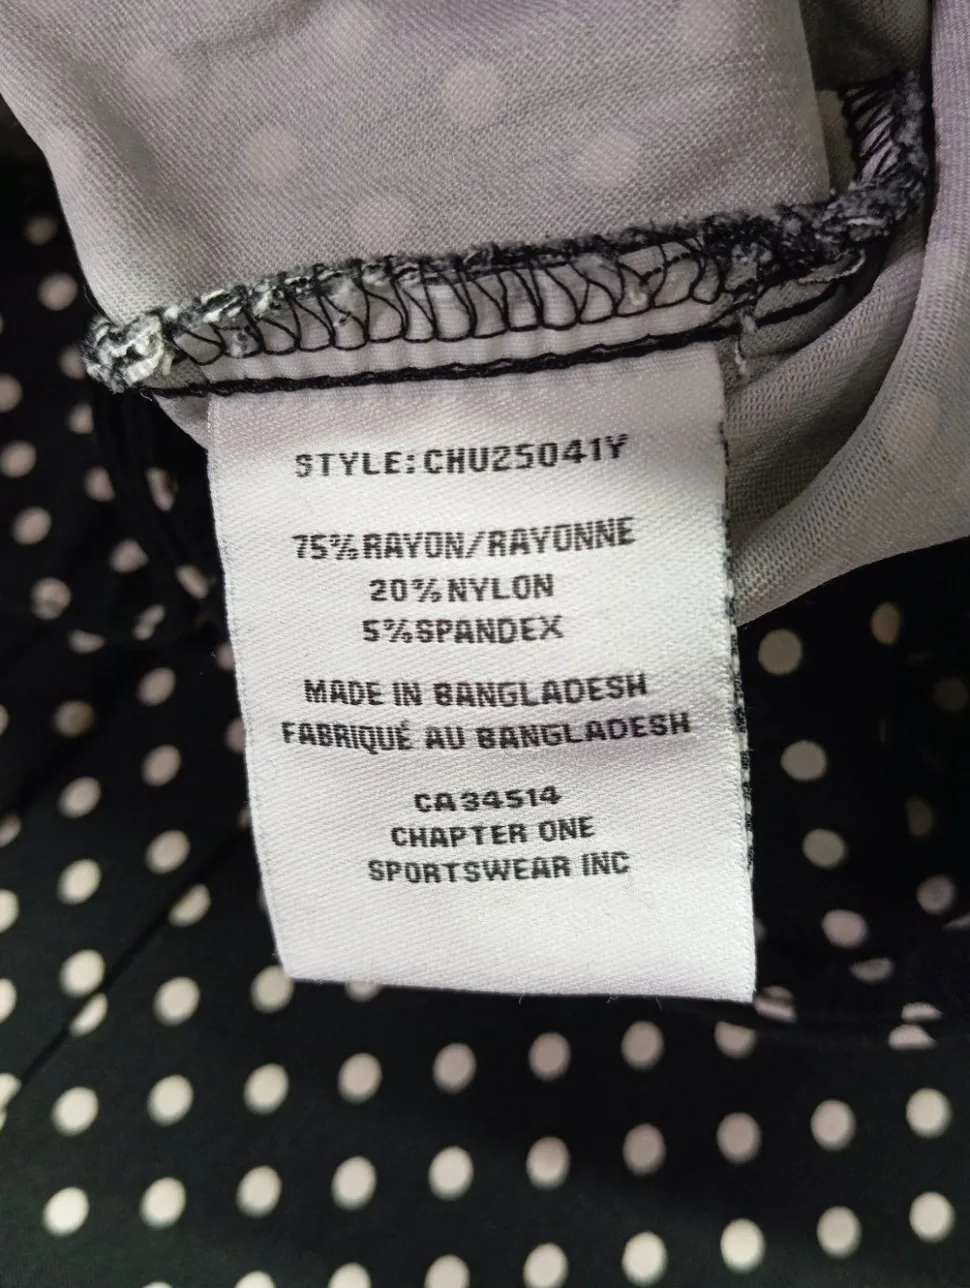 STYLE:CHU25041Y
75%RAYON/RAYONNE
20%NYLON
5%SPANDEX
MADE IN BANGLADESH
FABRIQUÉ AU BANGLADESH
CA34514
CHAPTER ONE
SPORTSWEAR INC